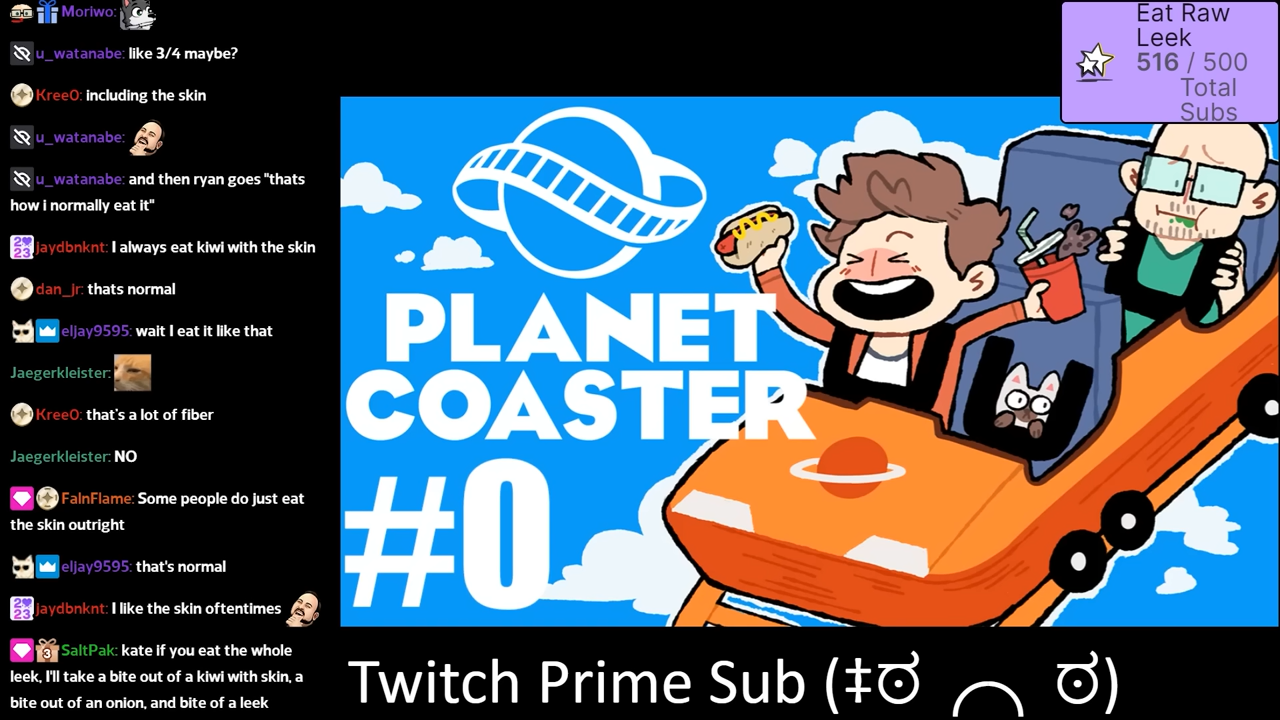 Moriwo:
u_watanabe: like 3/4 maybe?
KreeO: including the skin
u_watanabe:
u_watanabe: and then ryan goes "thats
how i normally eat it"
jaydbnknt: I always eat kiwi with the skin
dan_jr: thats normal
eljay9595: wait I eat it like that
Jaegerkleister:
KreeO: that's a lot of fiber
Jaegerkleister: NO
FalnFlame: Some people do just eat
the skin outright
eljay9595: that's normal
jaydbnknt: I like the skin oftentimes
SaltPak: kate if you eat the whole
leek, I'll take a bite out of a kiwi with skin, a
bite out of an onion, and bite of a leek
Eat Raw
Leek
516 / 500
Total
Subs
PLANET
COASTER
#0
Twitch Prime Sub (‡ಠ ⁔ ಠ)